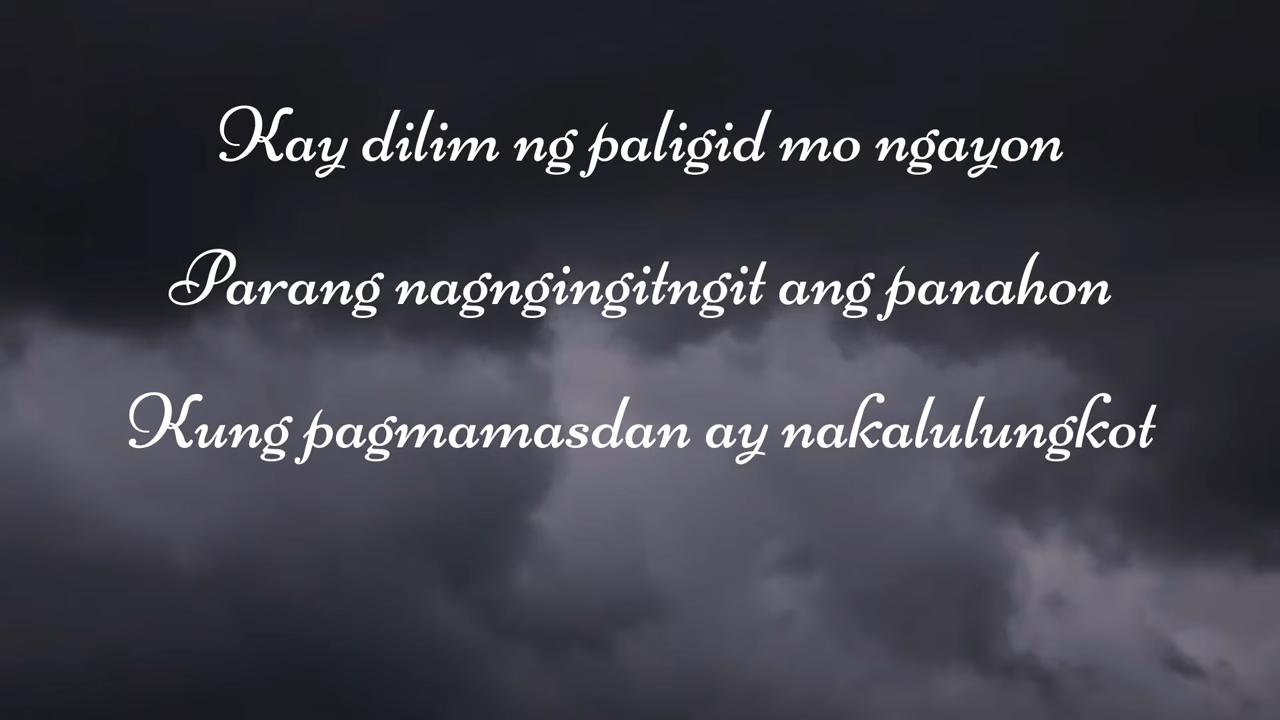 Kay dilim ng paligid mo ngayon
Parang nagngingitngit ang panahon
Kung pagmamasdan ay nakalulungkot